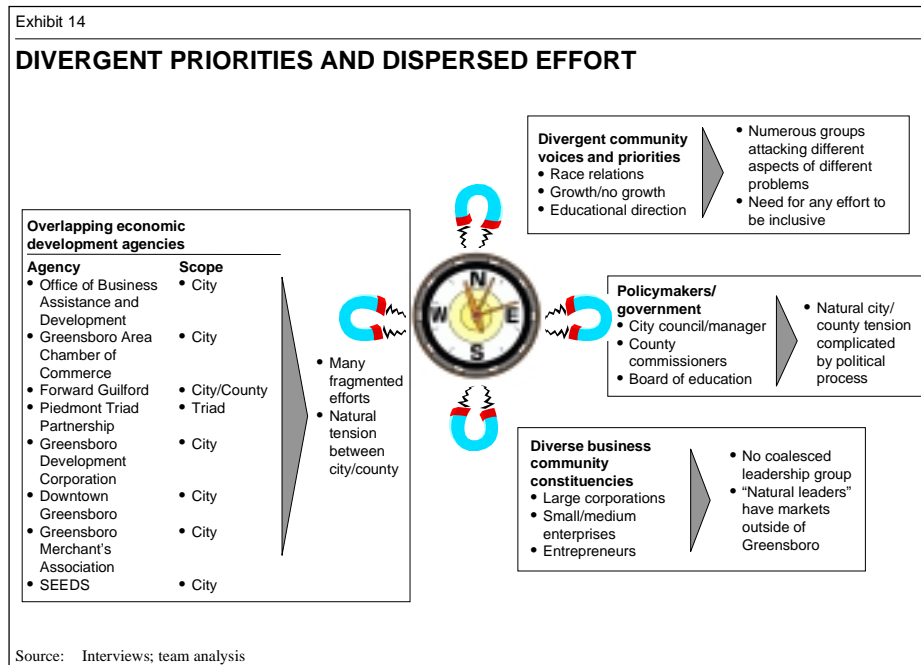 Exhibit 14
DIVERGENT PRIORITIES AND DISPERSED EFFORT
Overlapping economic
development agencies
Agency Scope
• Office of Business • City
Assistance and
Development
• Greensboro Area • City
Chamber of
Commerce
• Forward Guilford • City/County
• Piedmont Triad • Triad
Partnership
• Greensboro • City
Development
Corporation
• Downtown • City
Greensboro
• Greensboro • City
Merchant's
Association
• SEEDS • City
• Many
fragmented
efforts
• Natural
tension
between
city/county
N
W E
S
Divergent community
voices and priorities
• Race relations
• Growth/no growth
• Educational direction
• Numerous groups
attacking different
aspects of different
problems
• Need for any effort to
be inclusive
Policymakers/
government
• City council/manager
• County
commissioners
• Board of education
• Natural city/
county tension
complicated
by political
process
Diverse business
community
constituencies
• Large corporations
• Small/medium
enterprises
• Entrepreneurs
• No coalesced
leadership group
• “Natural leaders”
have markets
outside of
Greensboro
Source: Interviews; team analysis